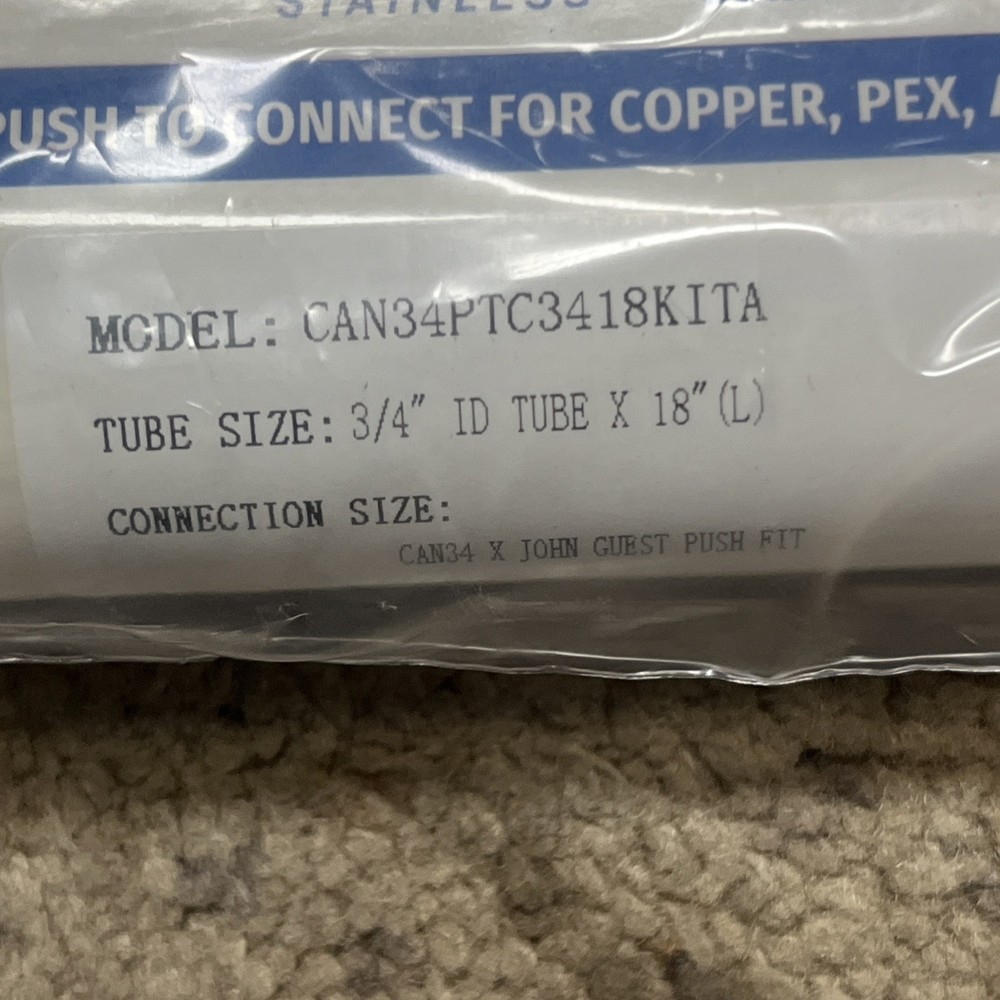 STAINLESS
PUSH TO CONNECT FOR COPPER, PEX,
MODEL: CAN34PTC3418KITA
TUBE SIZE: 3/4" ID TUBE X 18" (L)
CONNECTION SIZE:
CAN34 X JOHN GUEST PUSH FIT